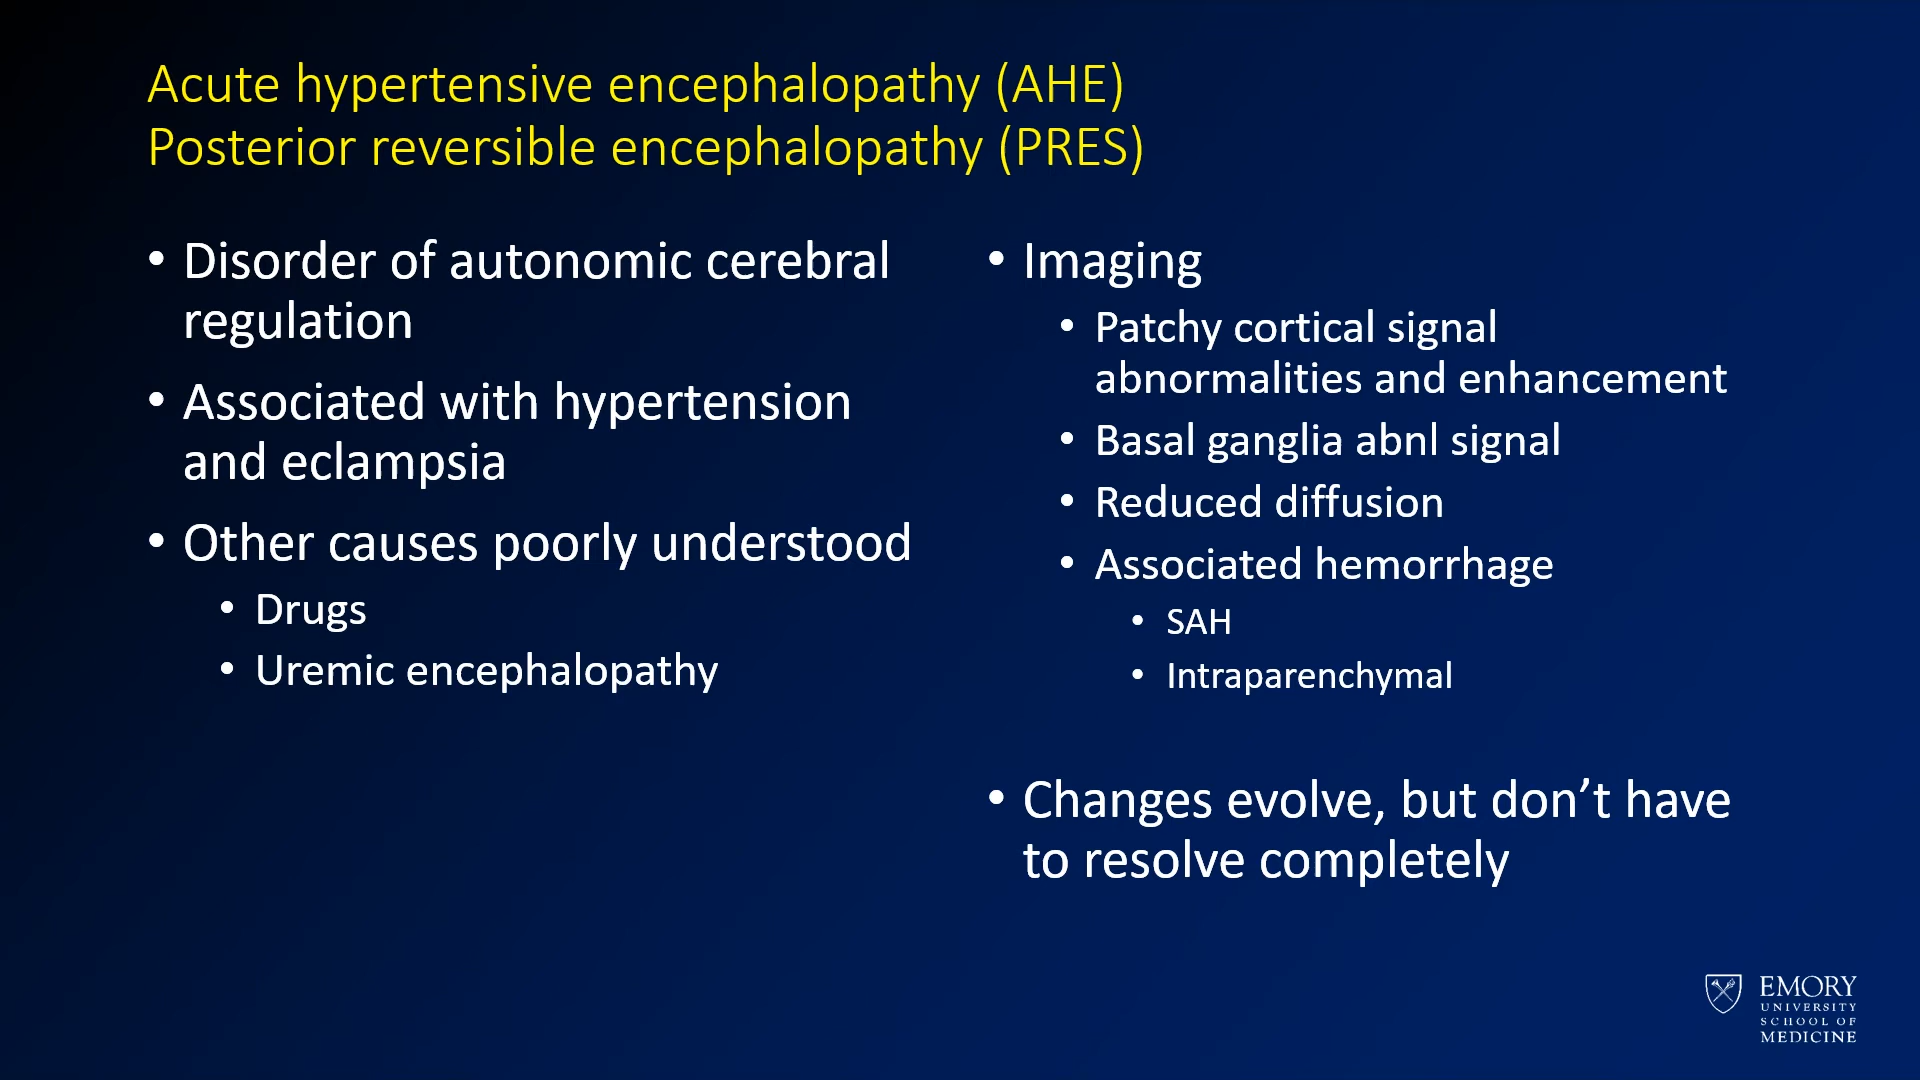 Acute hypertensive encephalopathy (AHE)
Posterior reversible encephalopathy (PRES)
• Disorder of autonomic cerebral
regulation
• Associated with hypertension
and eclampsia
• Other causes poorly understood
• Drugs
• Uremic encephalopathy
• Imaging
• Patchy cortical signal
abnormalities and enhancement
• Basal ganglia abnl signal
• Reduced diffusion
• Associated hemorrhage
• SAH
• Intraparenchymal
• Changes evolve, but don’t have
to resolve completely
EMORY
UNIVERSITY
SCHOOL OF
MEDICINE